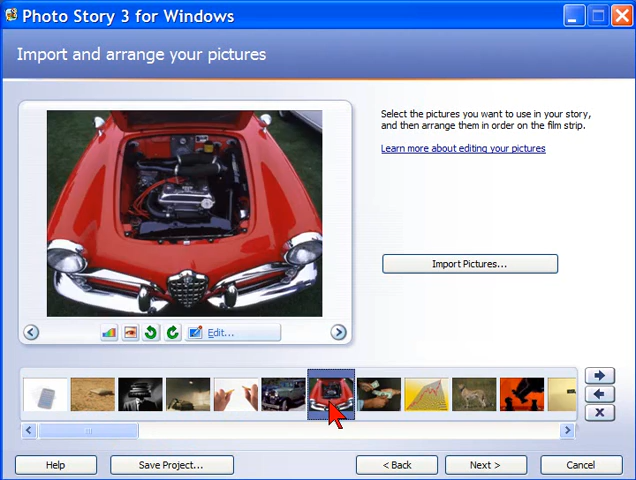 Photo Story 3 for Windows
Import and arrange your pictures
Select the pictures you want to use in your story,
and then arrange them in order on the film strip.
Learn more about editing your pictures
Import Pictures...
Edit...
Help
Save Project...
< Back
Next >
Cancel